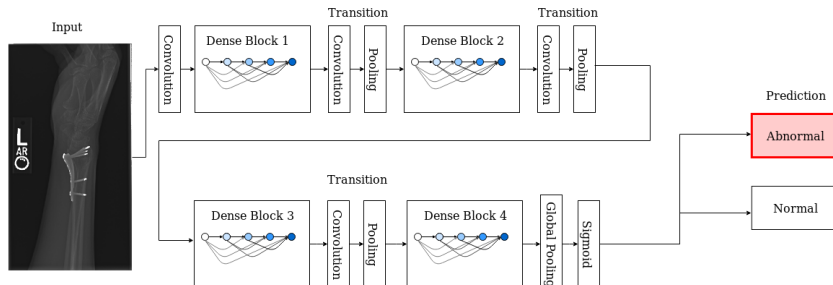 Input
L
AR
Convolution
Dense Block 1
Transition
Convolution
Pooling
Dense Block 2
Transition
Convolution
Pooling
Dense Block 3
Transition
Convolution
Pooling
Dense Block 4
Global Pooling
Sigmoid
Prediction
Abnormal
Normal